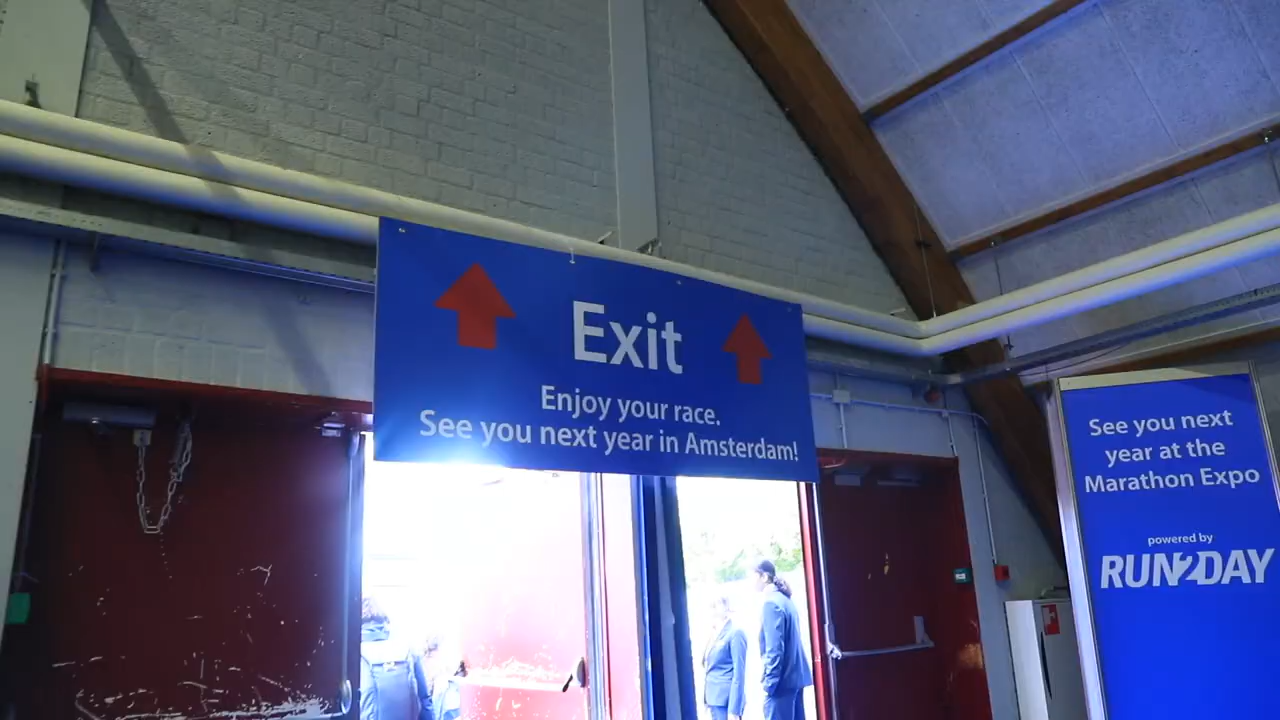 Exit
Enjoy your race.
See you next year in Amsterdam!
See you next
year at the
Marathon Expo
powered by
RUN2DAY